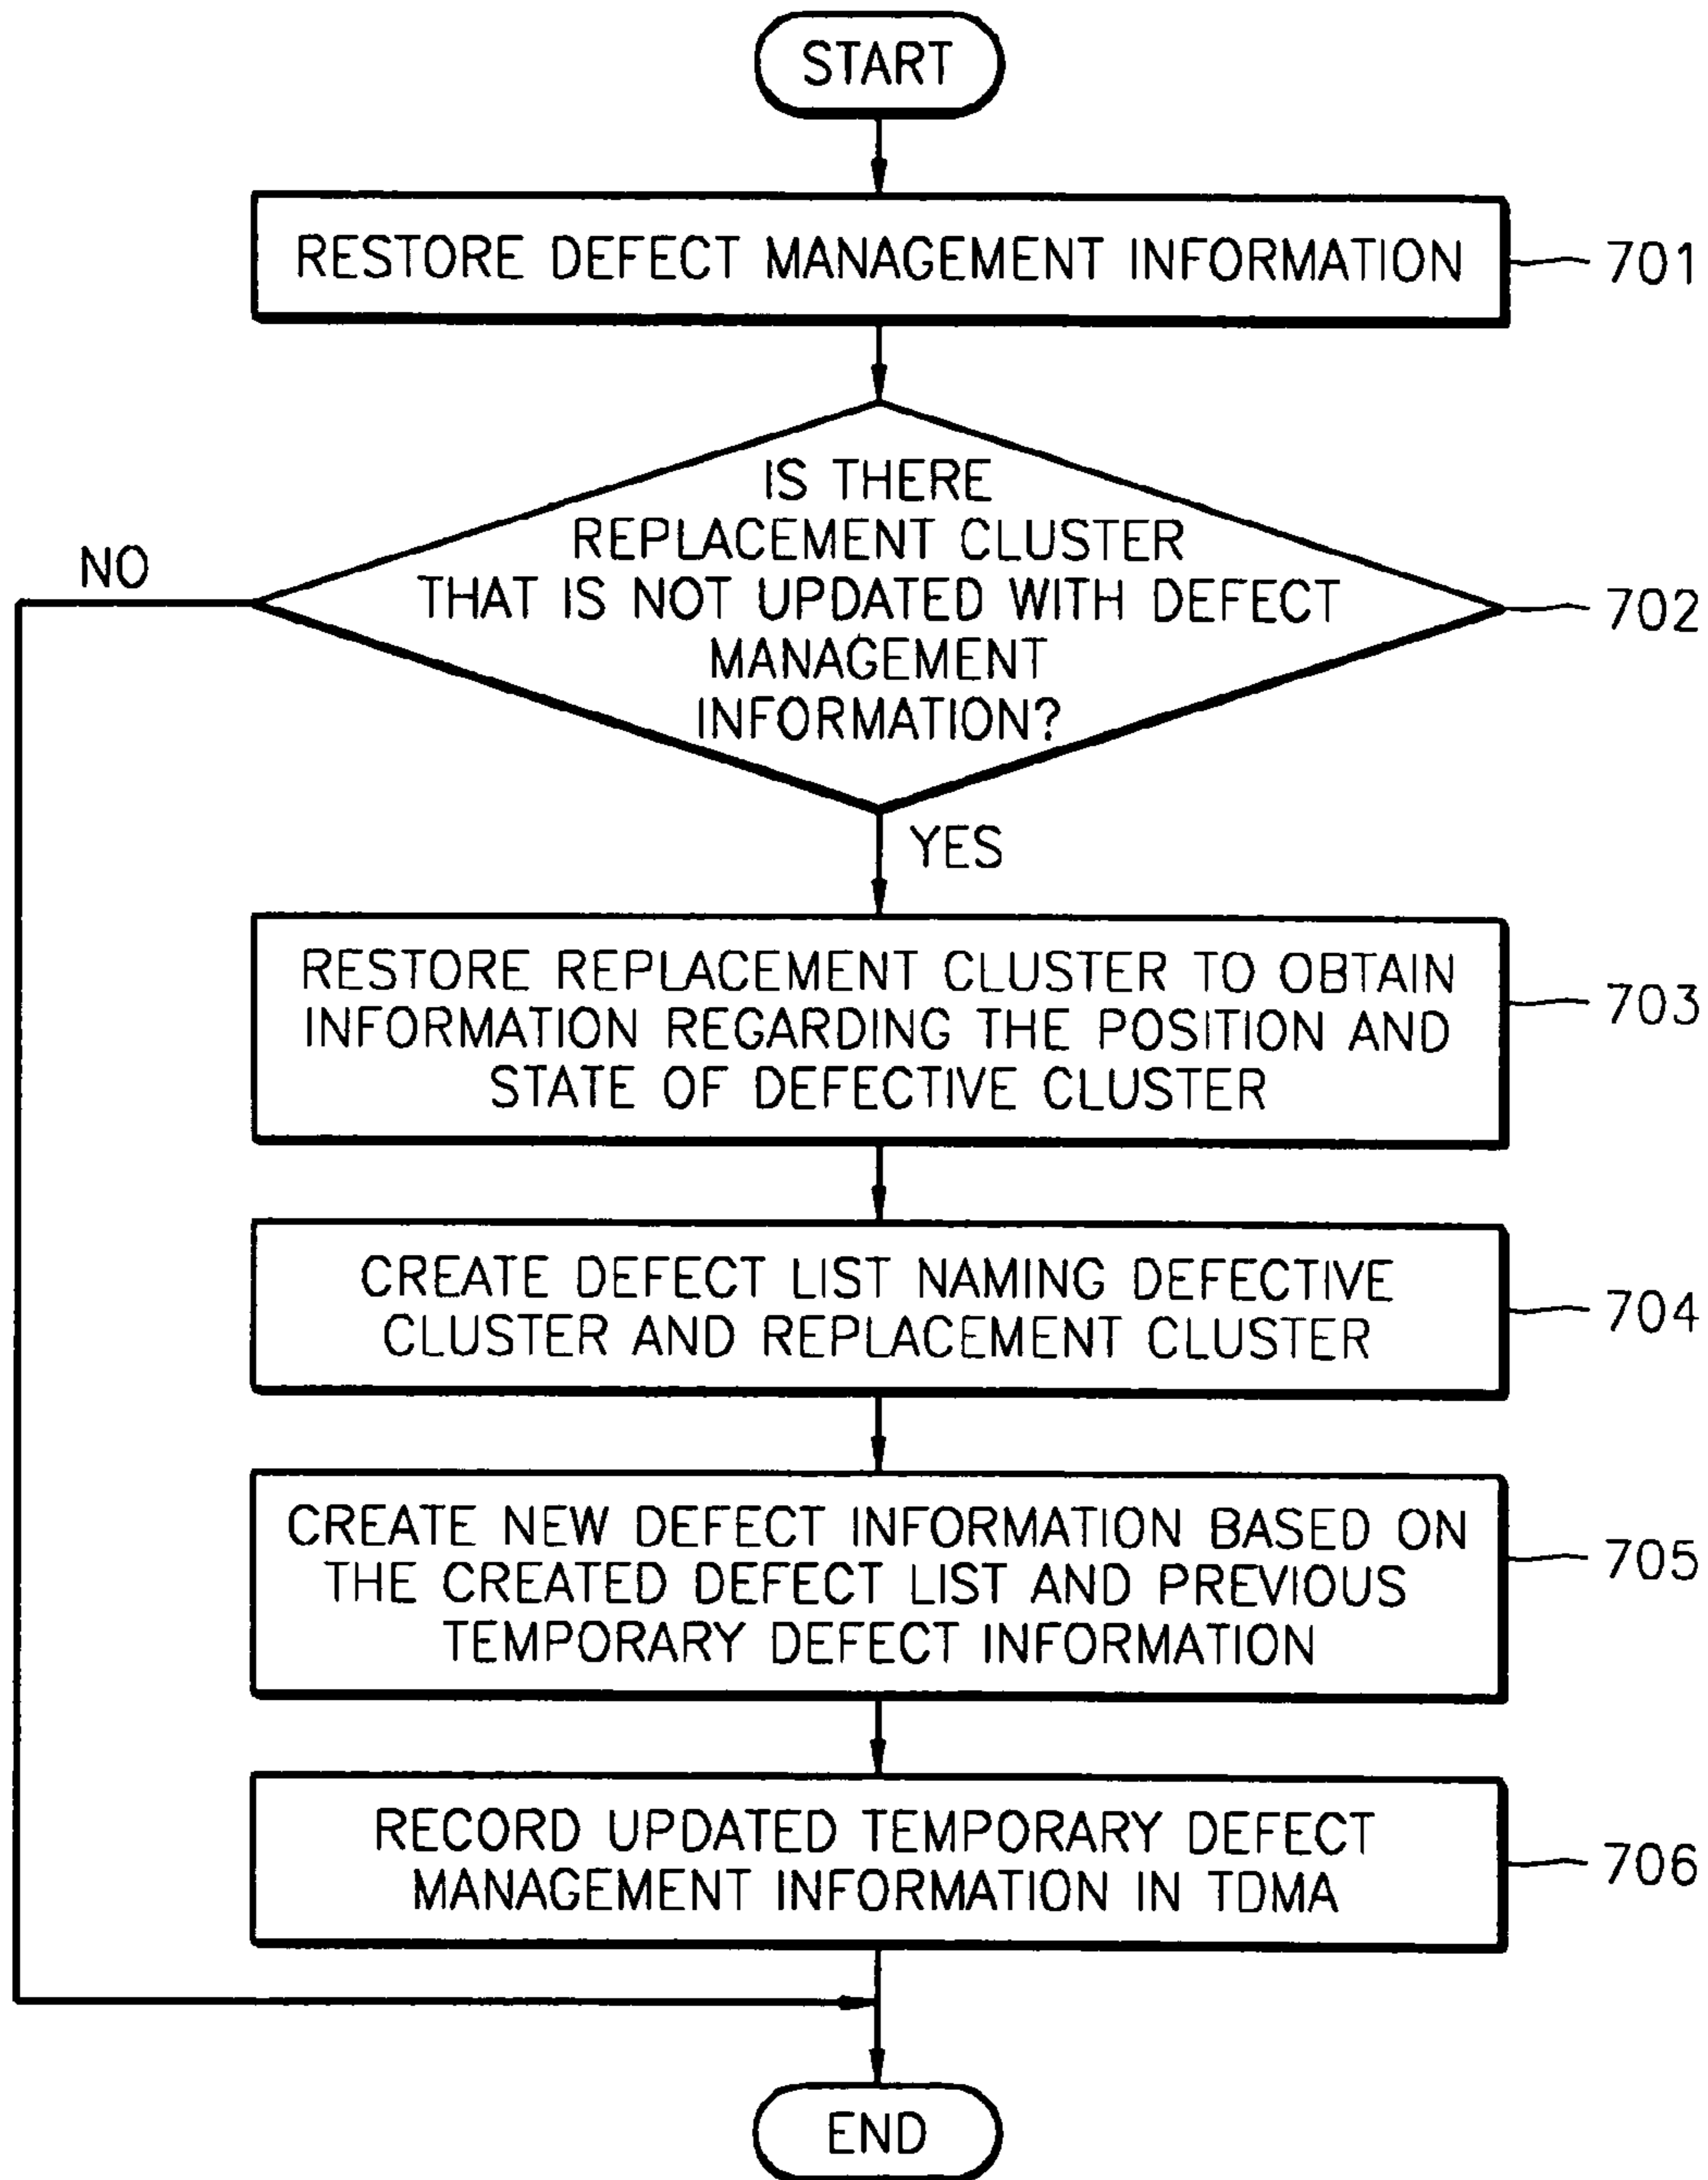 START
RESTORE DEFECT MANAGEMENT INFORMATION
701
IS THERE
REPLACEMENT CLUSTER
THAT IS NOT UPDATED WITH DEFECT
MANAGEMENT
INFORMATION?
702
NO
YES
RESTORE REPLACEMENT CLUSTER TO OBTAIN
INFORMATION REGARDING THE POSITION AND
STATE OF DEFECTIVE CLUSTER
703
CREATE DEFECT LIST NAMING DEFECTIVE
CLUSTER AND REPLACEMENT CLUSTER
704
CREATE NEW DEFECT INFORMATION BASED ON
THE CREATED DEFECT LIST AND PREVIOUS
TEMPORARY DEFECT INFORMATION
705
RECORD UPDATED TEMPORARY DEFECT
MANAGEMENT INFORMATION IN TDMA
706
END